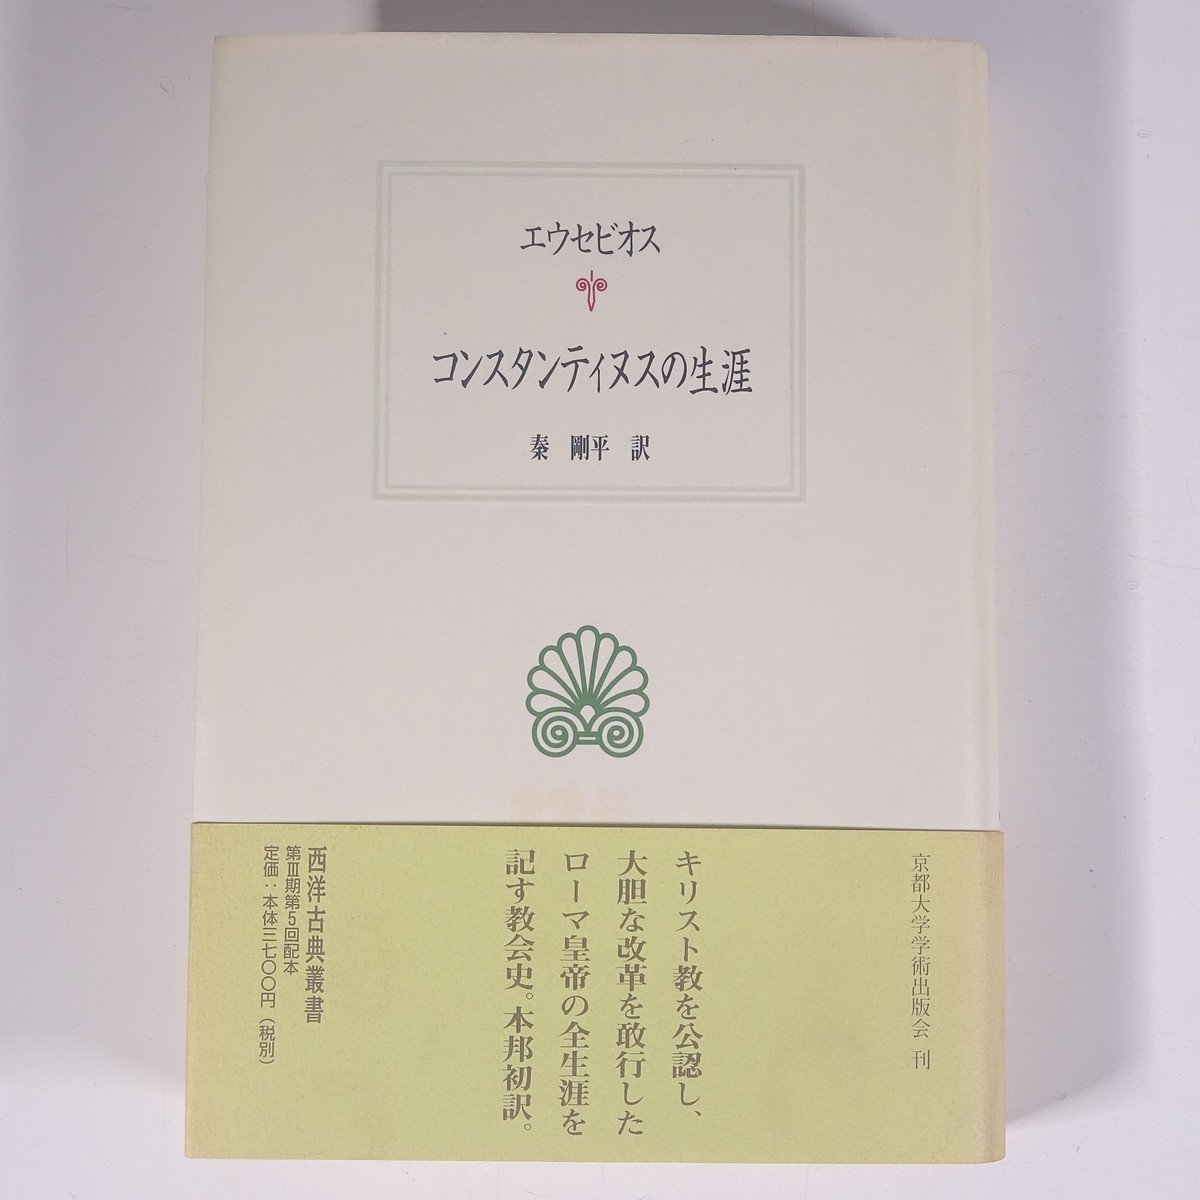 エウセビオス
コンスタンティヌスの生涯
秦 剛平 訳
京都大学学術出版会 刊
キリスト教を公認し、
大胆な改革を敢行した
ローマ皇帝の全生涯を
記す教会史。本邦初訳。
西洋古典叢書
第Ⅲ期第5回配本
定価：本体三七〇〇円（税別）